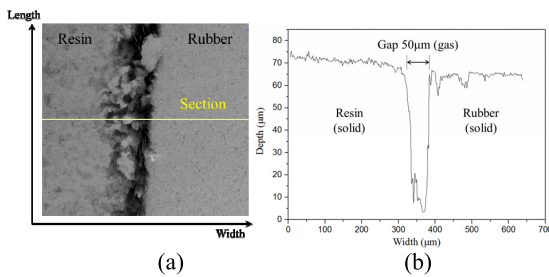 Length
Resin
Rubber
Section
Width
(a)
(b)
Gap 50μm (gas)
Resin
(solid)
Rubber
(solid)
Depth (μm)
90
80
70
60
50
40
30
20
10
0
0
100
200
300
400
500
600
700
Width (μm)